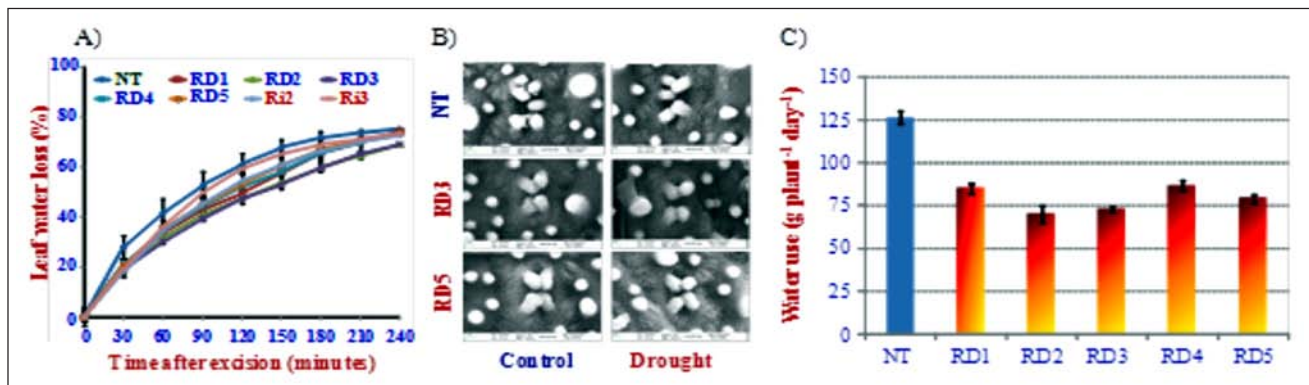 A)
Leaf water loss (%)
100
80
60
40
20
0
NT RD1 RD2 RD3
RD4 RD5 Ri2 Ri3
0 30 60 90 120 150 180 210 240
Time after excision (minutes)
B)
NT
RD3
RD5
Control Drought
C)
Water use (g plant-1 day-1)
150
125
100
75
50
25
0
NT RD1 RD2 RD3 RD4 RD5